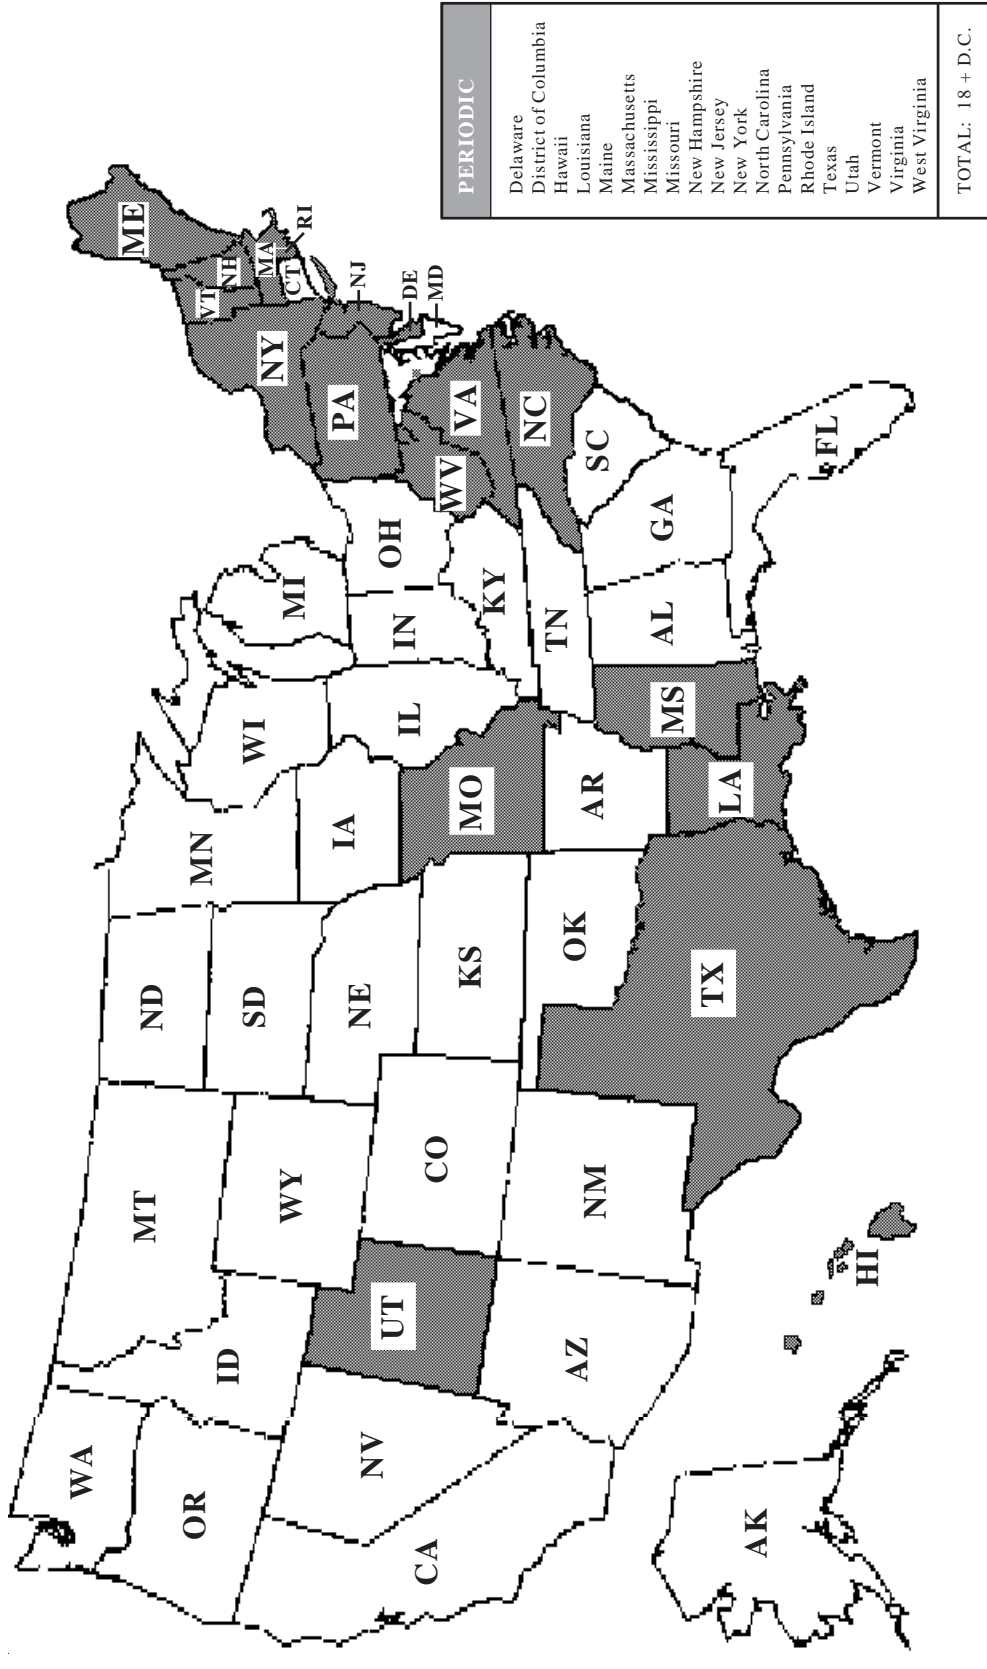 WA
OR
CA
NV
ID
MT
WY
UT
AZ
CO
NM
ND
SD
NE
KS
OK
TX
MN
IA
MO
AR
LA
WI
IL
MS
MI
IN
OH
KY
TN
AL
GA
FL
SC
NC
VA
WV
PA
NY
VT
NH
ME
MA
CT
RI
NJ
DE
MD
AK
HI
PERIODIC
Delaware
District of Columbia
Hawaii
Louisiana
Maine
Massachusetts
Mississippi
Missouri
New Hampshire
New Jersey
New York
North Carolina
Pennsylvania
Rhode Island
Texas
Utah
Vermont
Virginia
West Virginia
TOTAL: 18 + D.C.